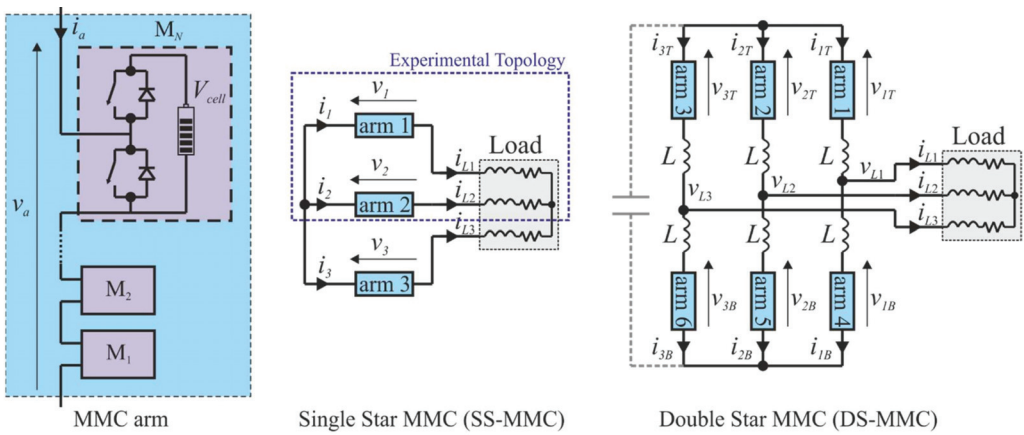 i_a
M_N
V_cell
v_a
M_2
M_1
MMC arm
Experimental Topology
v_1
i_1
arm 1
Load
i_L1
v_2
i_2
arm 2
i_L2
i_L3
v_3
i_3
arm 3
Single Star MMC (SS-MMC)
i_3T
i_2T
i_1T
arm 3
v_3T
arm 2
v_2T
arm 1
v_1T
L
L
L
Load
v_L3
v_L2
v_L1
i_L1
i_L2
i_L3
L
L
L
arm 6
v_3B
arm 5
v_2B
arm 4
v_1B
i_3B
i_2B
i_1B
Double Star MMC (DS-MMC)